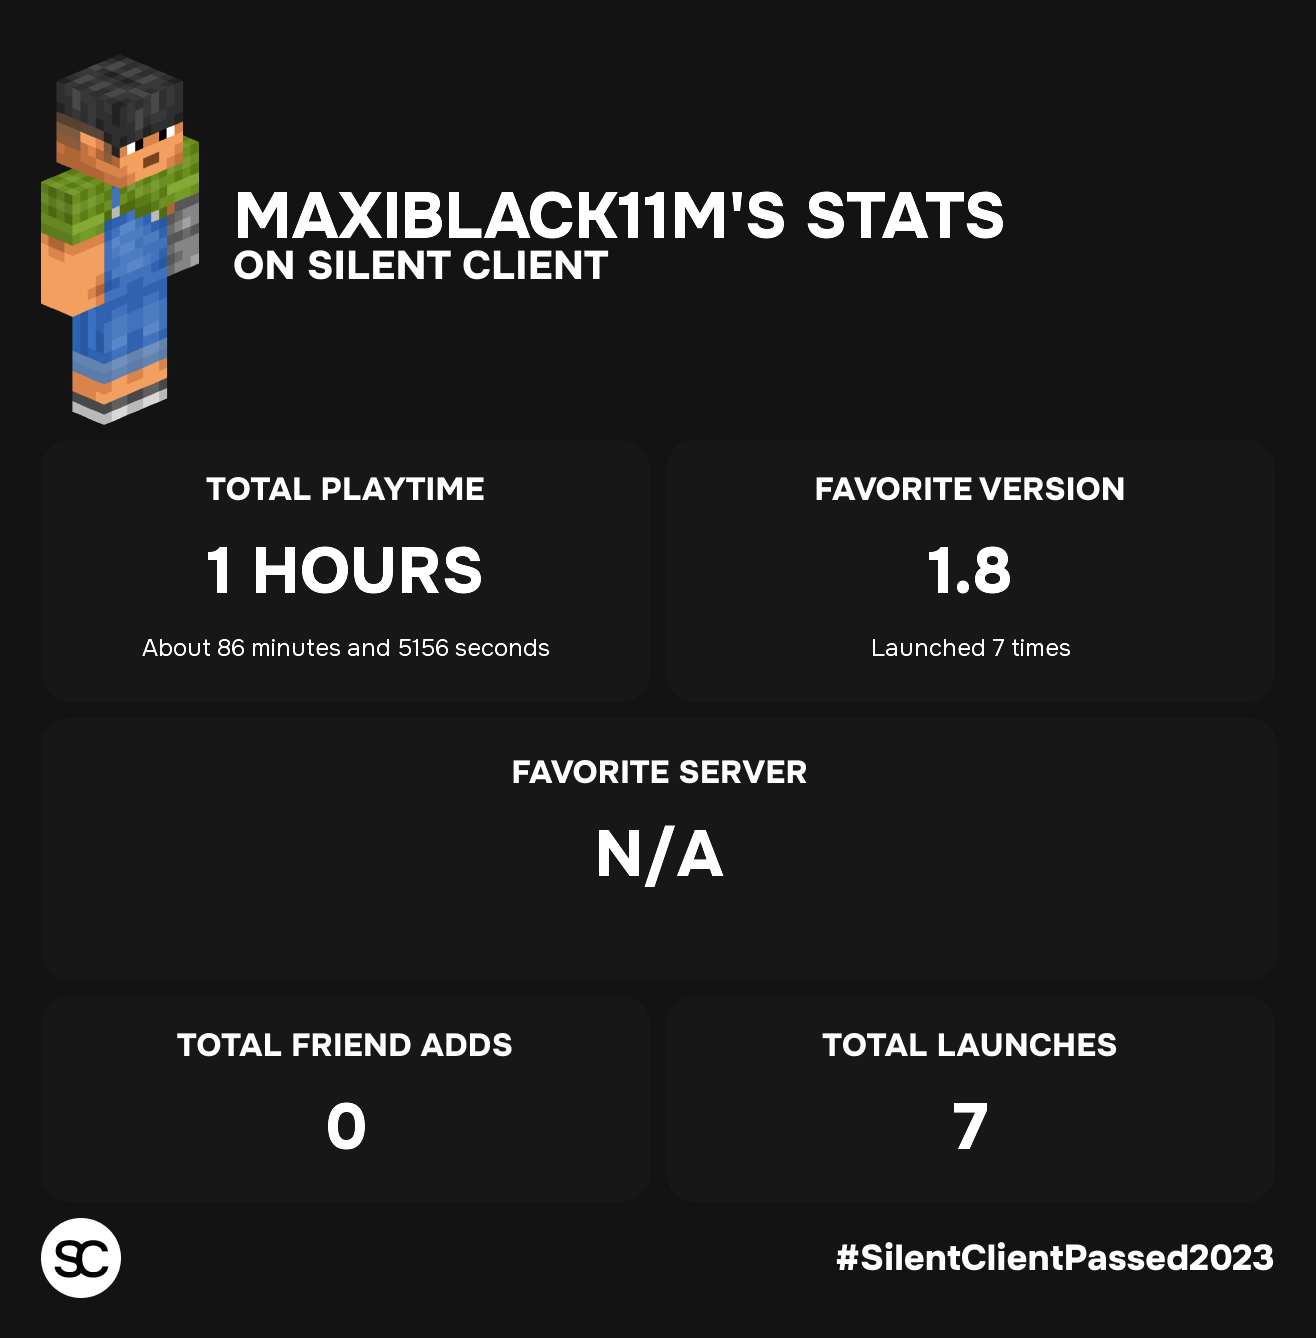 MAXIBLACK11M'S STATS
ON SILENT CLIENT
TOTAL PLAYTIME
1 HOURS
About 86 minutes and 5156 seconds
FAVORITE VERSION
1.8
Launched 7 times
FAVORITE SERVER
N/A
TOTAL FRIEND ADDS
0
TOTAL LAUNCHES
7
SC
#SilentClientPassed2023